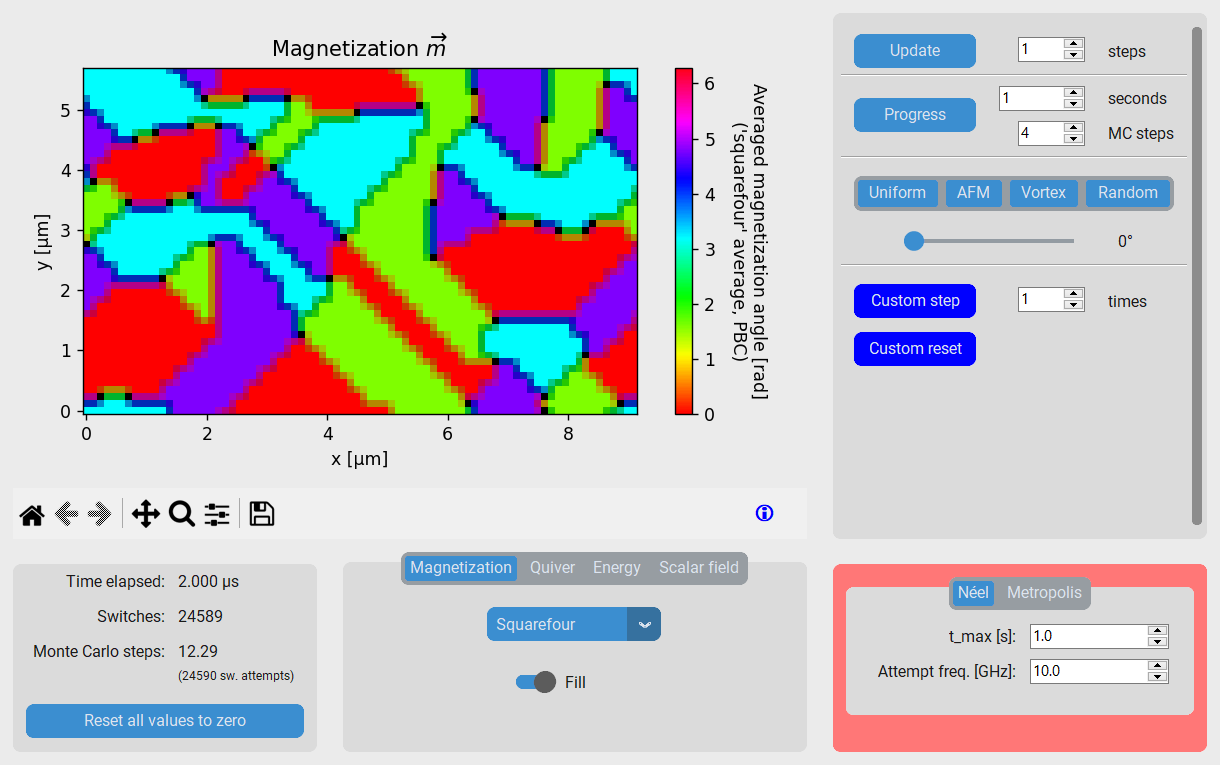 Magnetization m
5
4
3
2
1
0
y [µm]
0
2
4
6
8
x [µm]
6
5
4
3
2
1
0
Averaged magnetization angle [rad]
('squarefour' average, PBC)
Update
1
steps
Progress
1
seconds
4
MC steps
Uniform
AFM
Vortex
Random
0°
Custom step
1
times
Custom reset
Time elapsed: 2.000 µs
Switches: 24589
Monte Carlo steps: 12.29
(24590 sw. attempts)
Reset all values to zero
Magnetization
Quiver
Energy
Scalar field
Squarefour
Fill
Néel
Metropolis
t_max [s]: 1.0
Attempt freq. [GHz]: 10.0